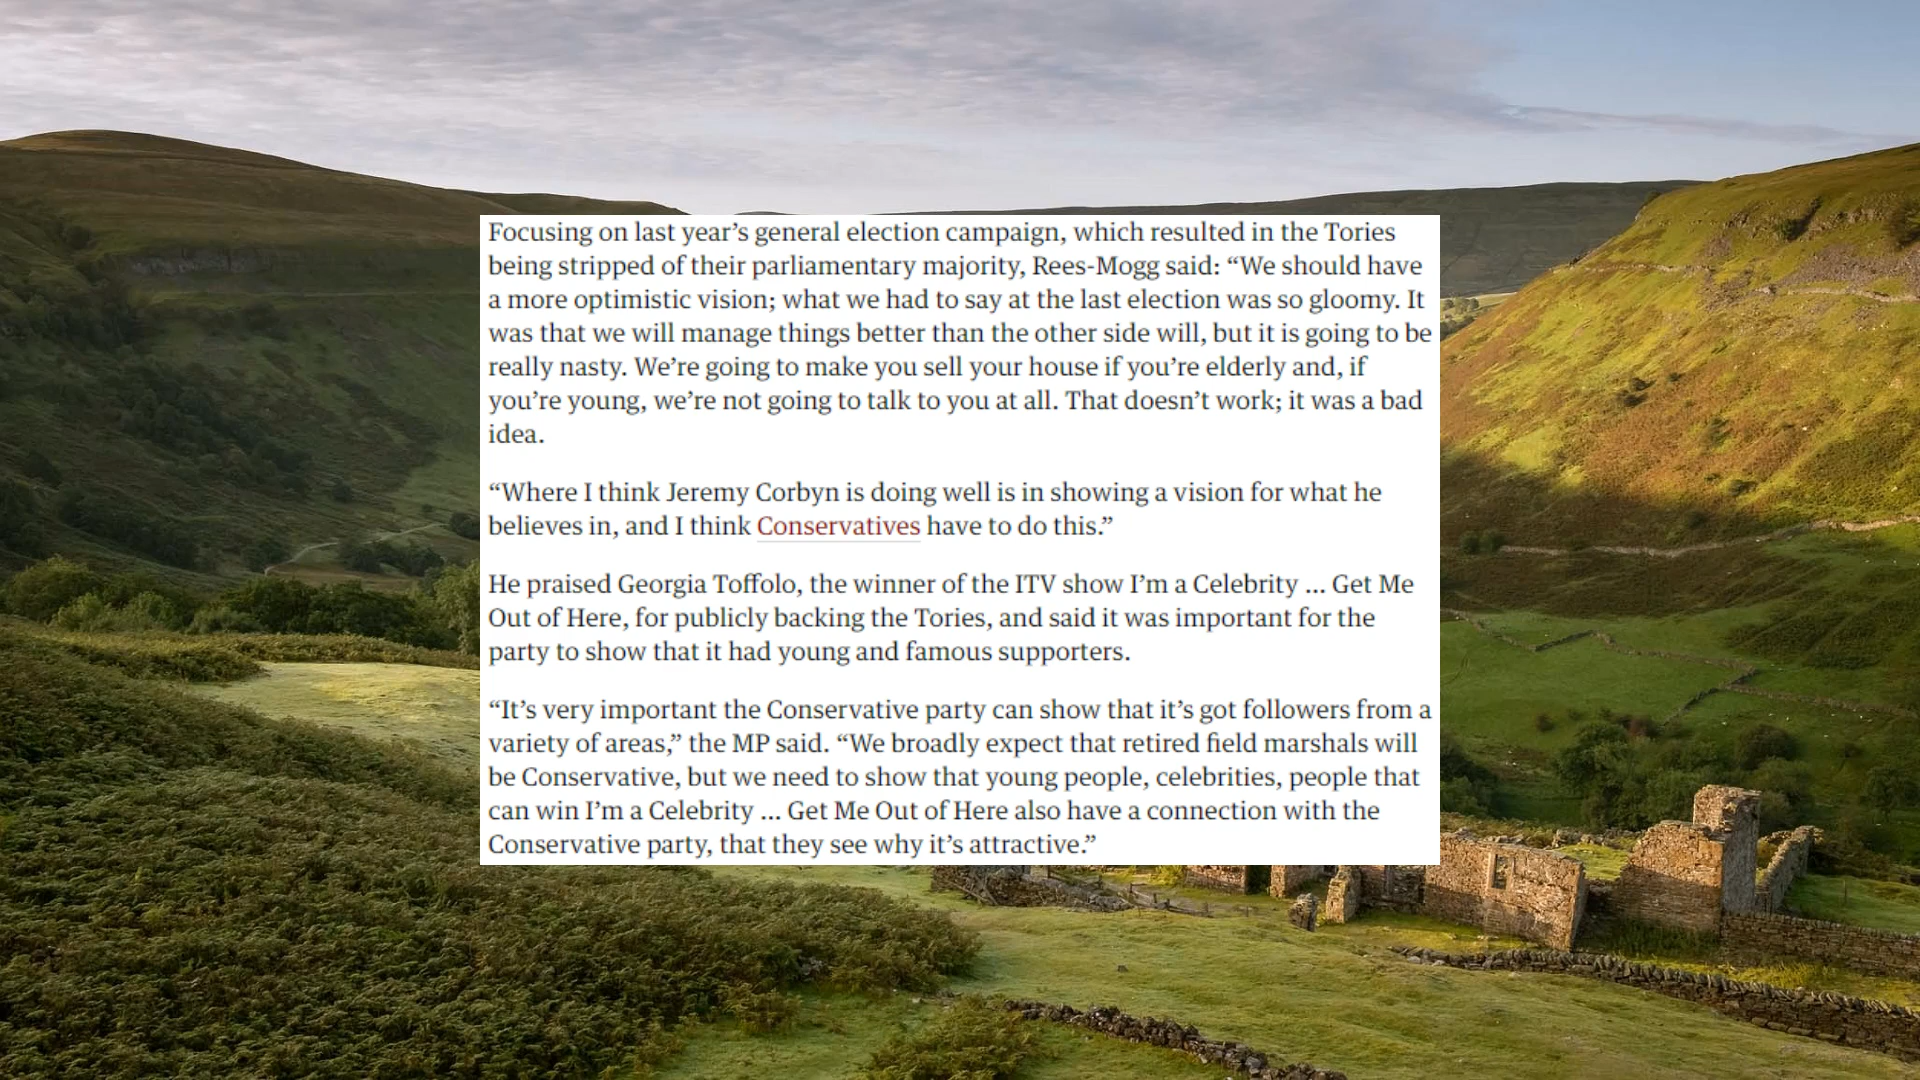 Focusing on last year’s general election campaign, which resulted in the Tories
being stripped of their parliamentary majority, Rees-Mogg said: “We should have
a more optimistic vision; what we had to say at the last election was so gloomy. It
was that we will manage things better than the other side will, but it is going to be
really nasty. We’re going to make you sell your house if you’re elderly and, if
you’re young, we’re not going to talk to you at all. That doesn’t work; it was a bad
idea.
“Where I think Jeremy Corbyn is doing well is in showing a vision for what he
believes in, and I think Conservatives have to do this.”
He praised Georgia Toffolo, the winner of the ITV show I’m a Celebrity ... Get Me
Out of Here, for publicly backing the Tories, and said it was important for the
party to show that it had young and famous supporters.
“It’s very important the Conservative party can show that it’s got followers from a
variety of areas,” the MP said. “We broadly expect that retired field marshals will
be Conservative, but we need to show that young people, celebrities, people that
can win I’m a Celebrity ... Get Me Out of Here also have a connection with the
Conservative party, that they see why it’s attractive.”